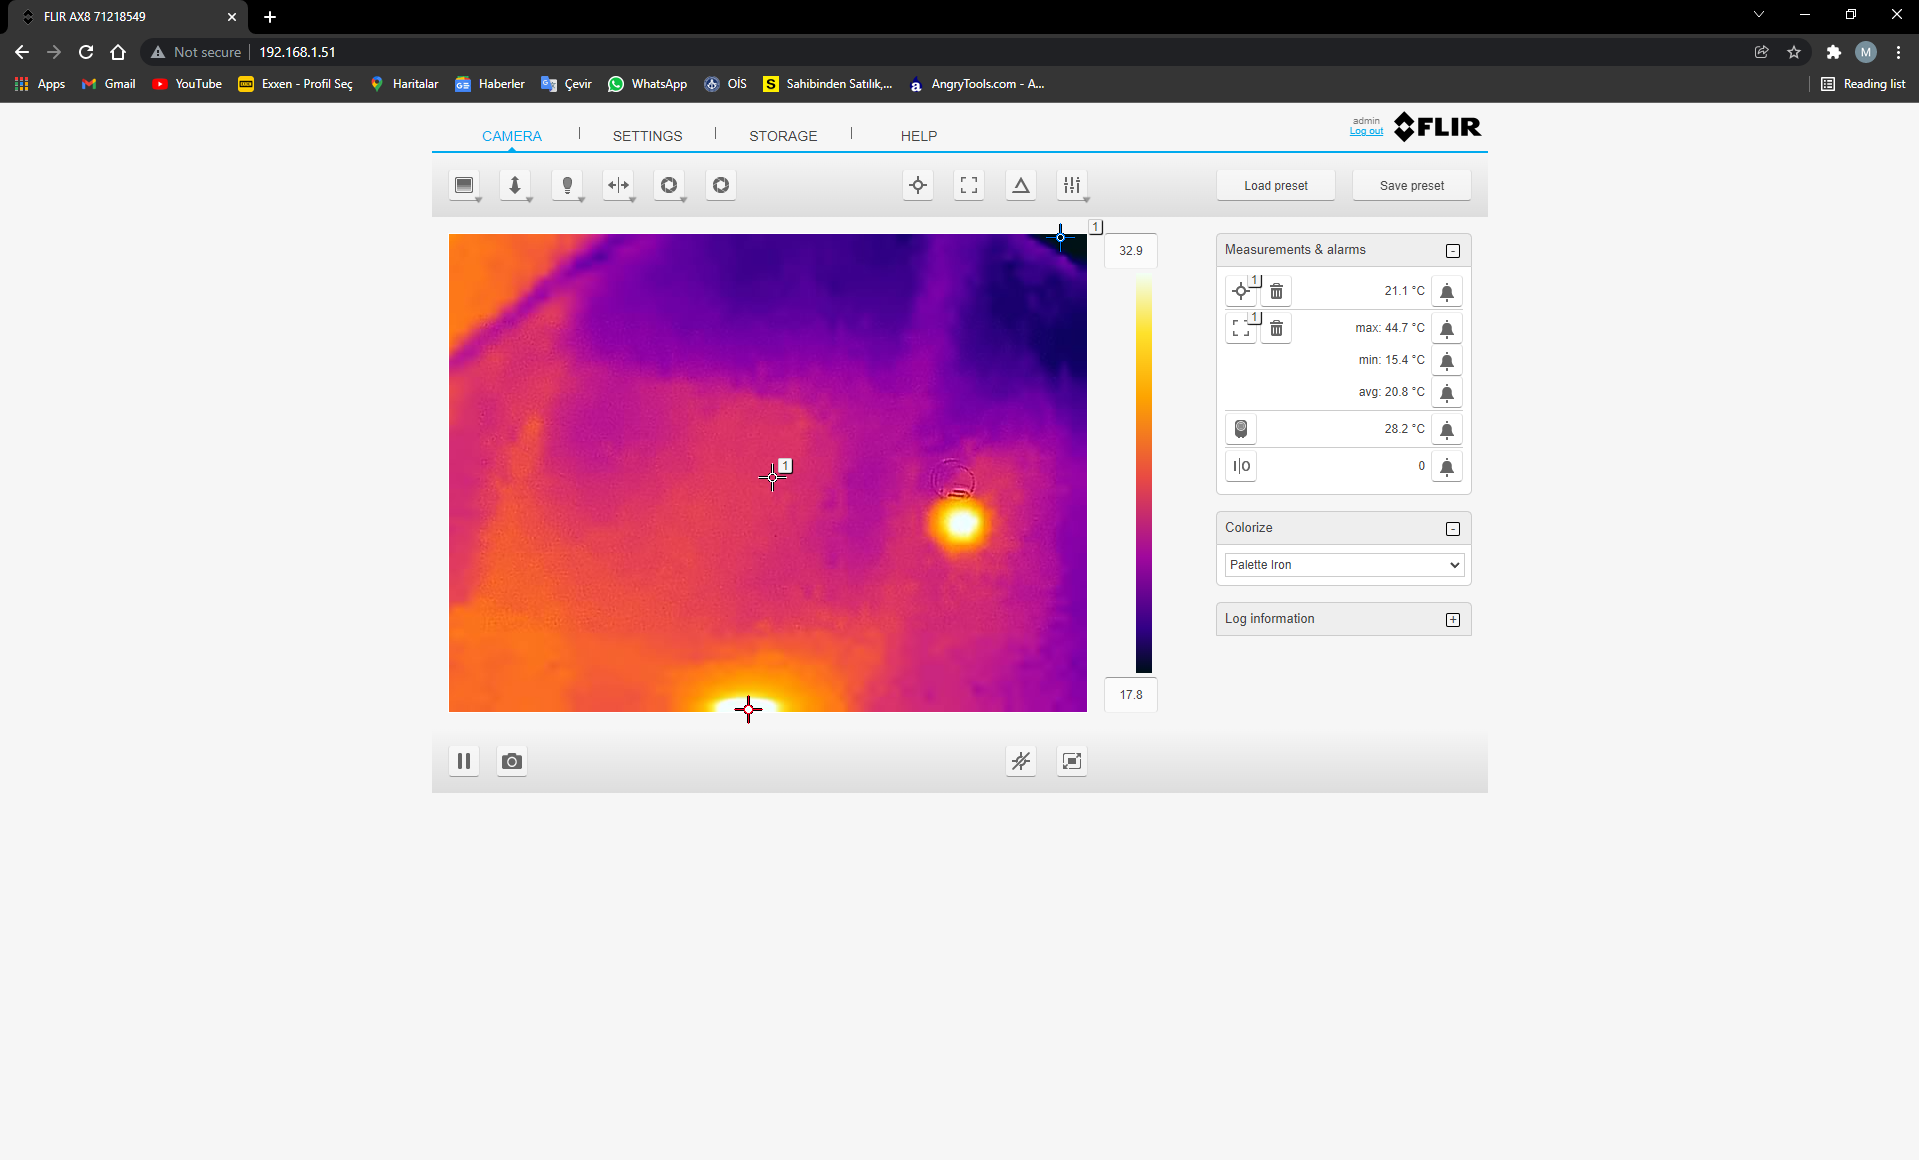 FLIR AX8 71218549
Not secure 192.168.1.51
Apps Gmail YouTube Exxen - Profil Seç Haritalar Haberler Çevir WhatsApp OİS Sahibinden Satılık,... AngryTools.com - A... Reading list
M
CAMERA SETTINGS STORAGE HELP
admin
Log out
FLIR
Load preset Save preset
1
32.9
Measurements & alarms
1
21.1 °C
1
max: 44.7 °C
min: 15.4 °C
avg: 20.8 °C
28.2 °C
I|O 0
1
Colorize
Palette Iron
Log information
17.8